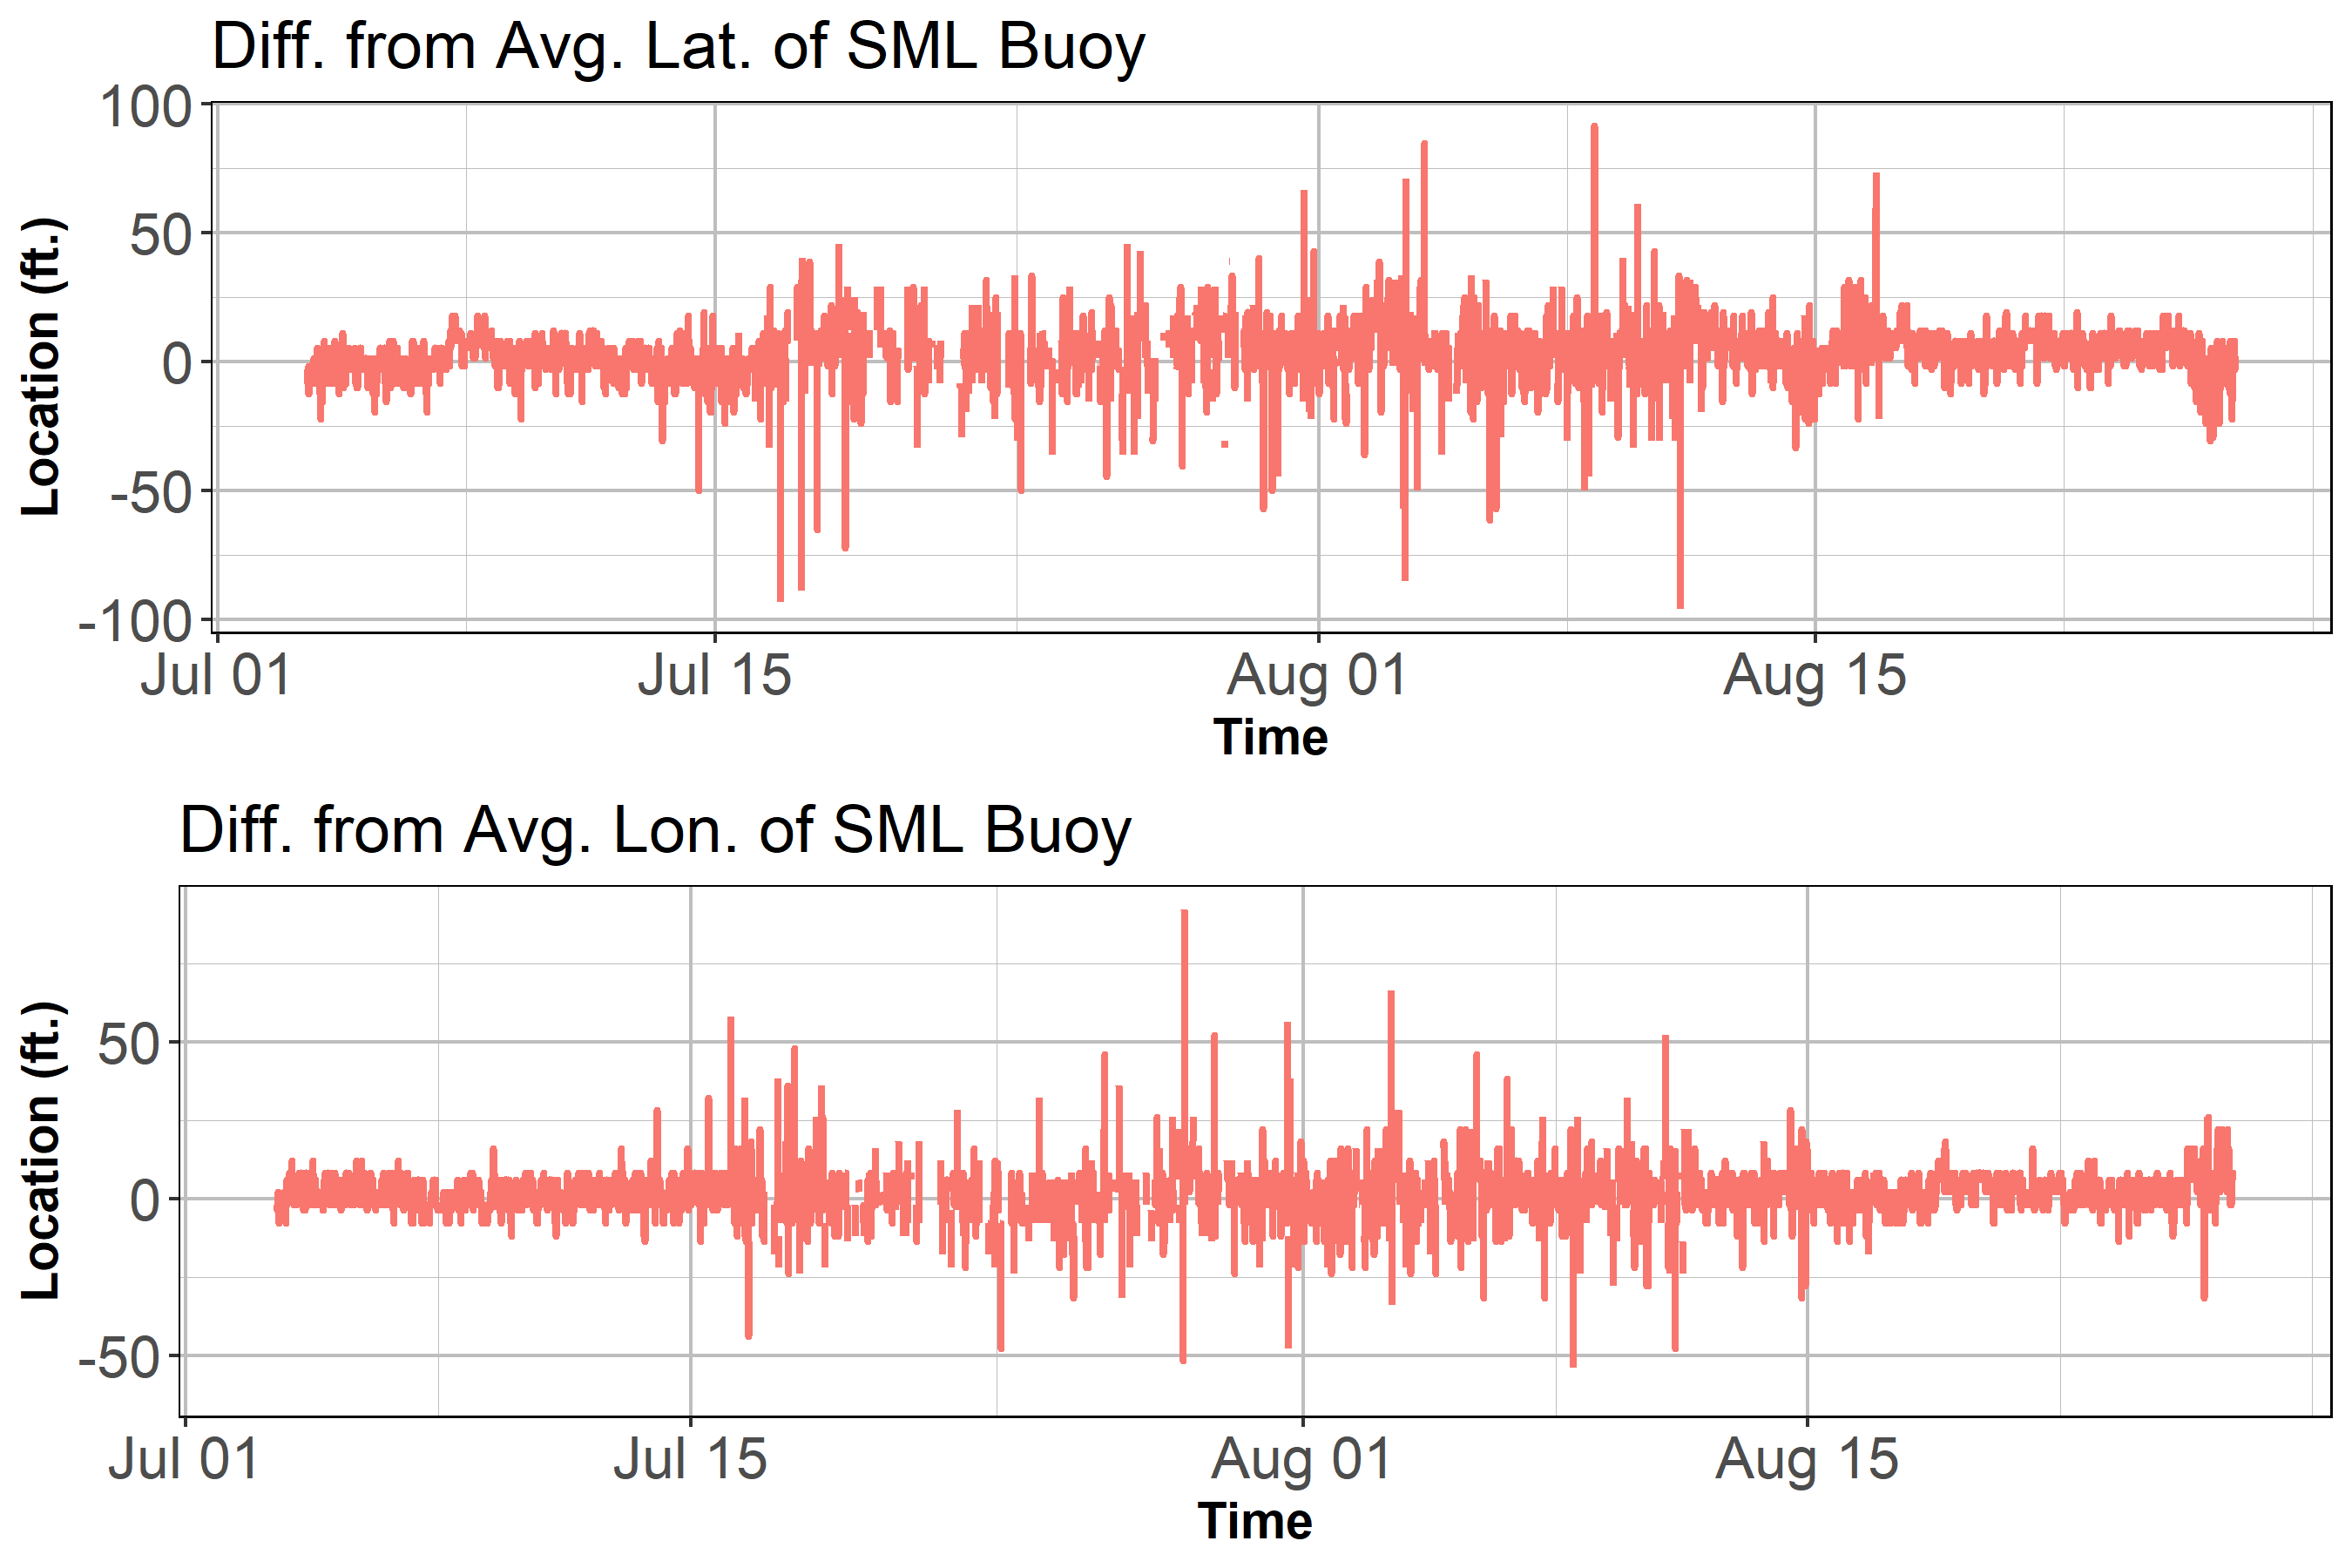 Diff. from Avg. Lat. of SML Buoy
Location (ft.)
100
50
0
-50
-100
Jul 01 Jul 15 Aug 01 Aug 15
Time
Diff. from Avg. Lon. of SML Buoy
Location (ft.)
50
0
-50
Jul 01 Jul 15 Aug 01 Aug 15
Time